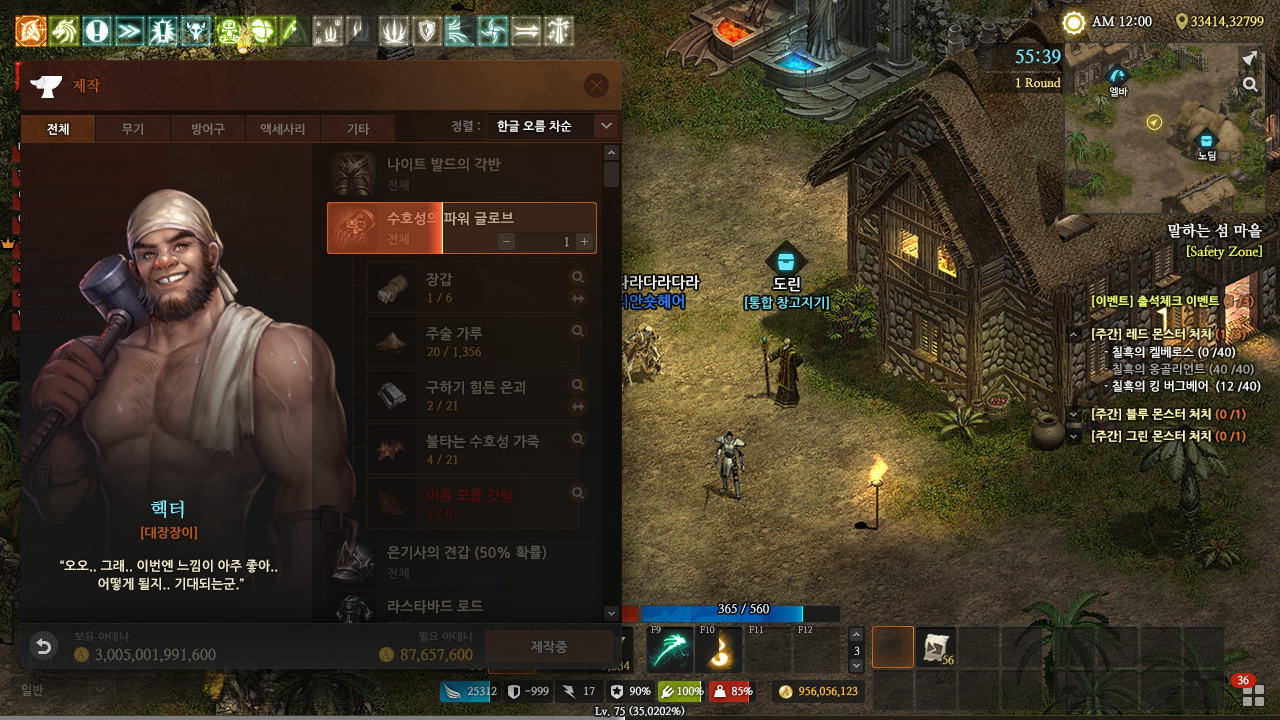 AM 12:00
33414,32799
55:39
1 Round
엘바
노딤
말하는 섬 마을
[Safety Zone]
제작
전체
무기
방어구
액세사리
기타
정렬 :
한글 오름 차순
나이트 발드의 각반
전체
수호성의 파워 글로브
전체
1
장갑
1 / 6
주술 가루
20 / 1,356
구하기 힘든 은괴
2 / 21
불타는 수호성 가죽
4 / 21
이름 모를 깃털
1 / 0
은기사의 견갑 (50% 확률)
전체
라스타바드 로드
헥터
[대장장이]
“오오.. 그래.. 이번엔 느낌이 아주 좋아..
어떻게 될지.. 기대되는군.”
보유 아데나
3,005,001,991,600
필요 아데나
87,657,600
제작중
일반
라라다라다라
리안숏헤어
도린
[통합 창고지기]
[이벤트] 출석체크 이벤트
[주간] 레드 몬스터 처치
- 칠흑의 켈베로스 (0 /40)
- 칠흑의 옹골리언트 (40 /40)
- 칠흑의 킹 버그베어 (12 /40)
[주간] 블루 몬스터 처치 (0 /1)
[주간] 그린 몬스터 처치 (0 /1)
365 / 560
F9
F10
F11
F12
3
56
25312
-999
17
90%
100%
85%
956,056,123
36
Lv. 75 (35.0202%)